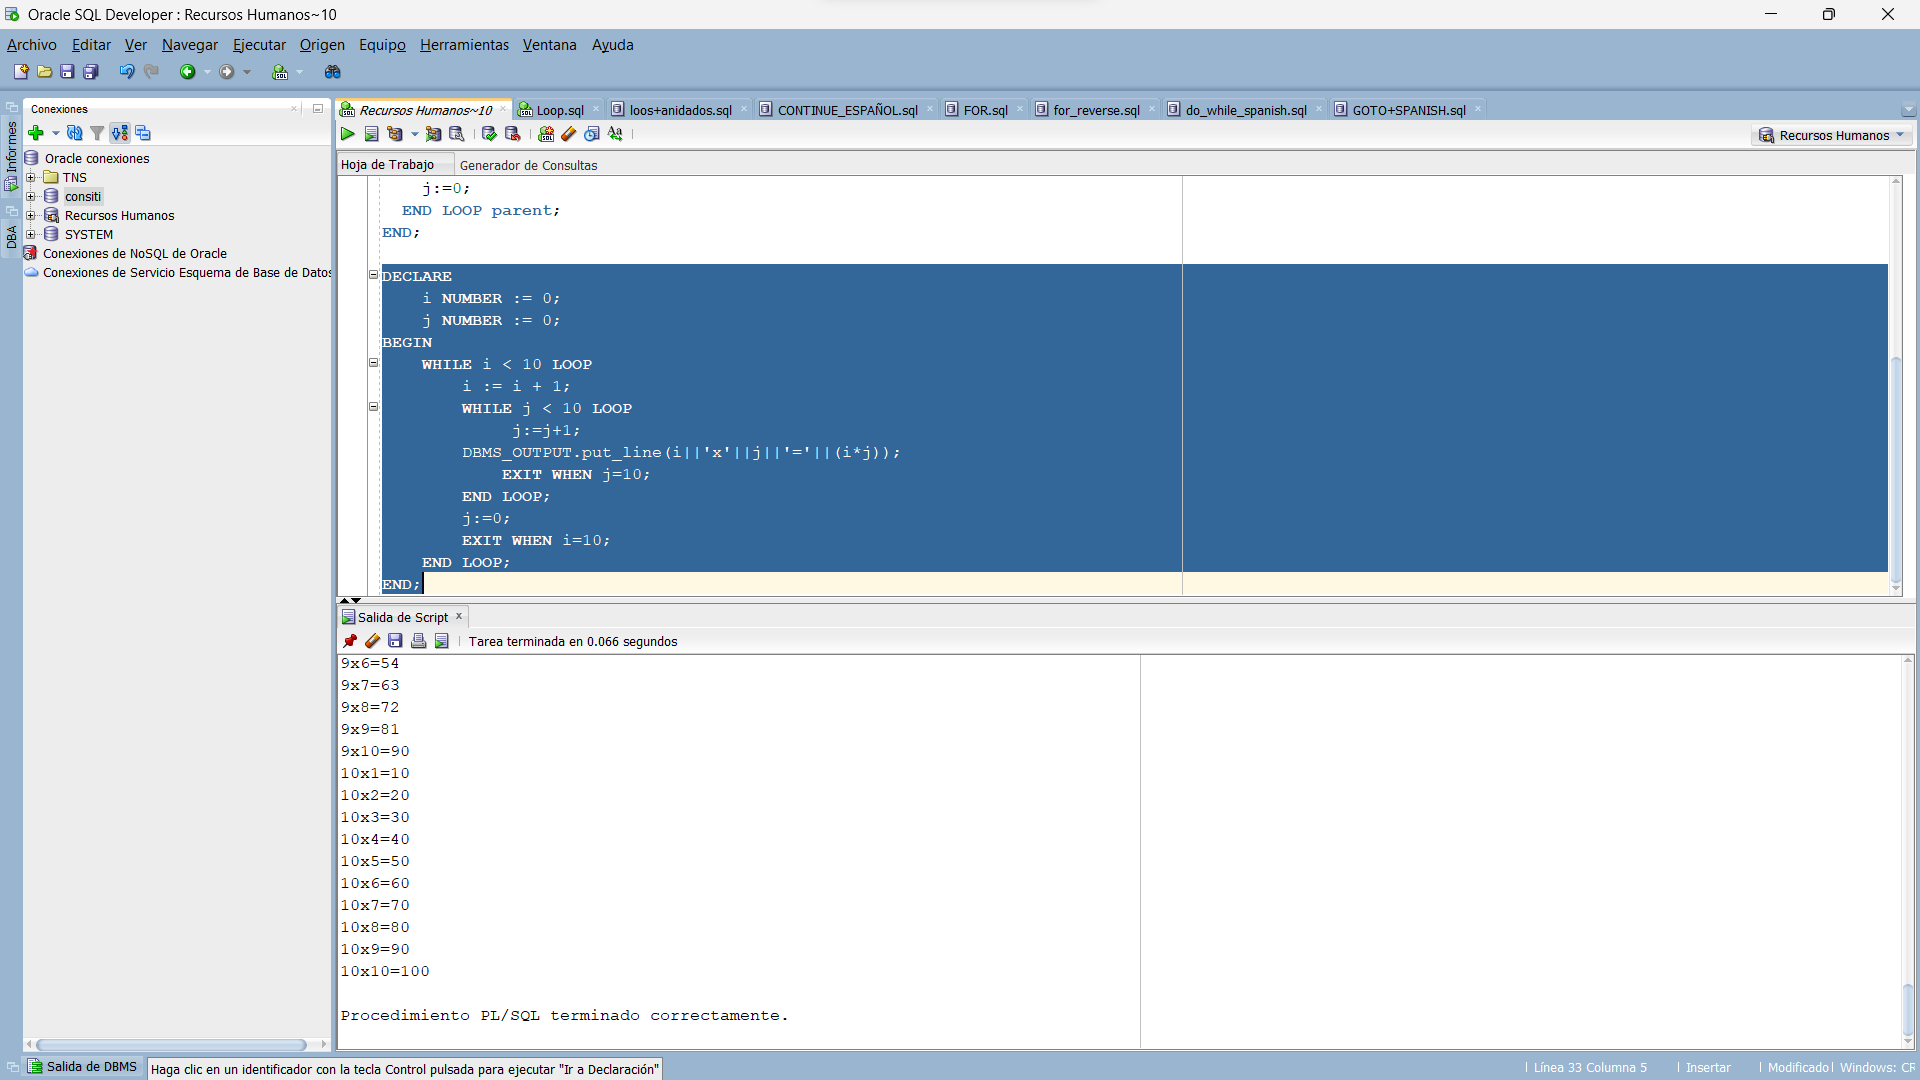 Oracle SQL Developer : Recursos Humanos~10
Archivo Editar Ver Navegar Ejecutar Origen Equipo Herramientas Ventana Ayuda
Conexiones
Recursos Humanos~10 Loop.sql loos+anidados.sql CONTINUE_ESPAÑOL.sql FOR.sql for_reverse.sql do_while_spanish.sql GOTO+SPANISH.sql
Recursos Humanos
Informes
DBA
Oracle conexiones
TNS
consiti
Recursos Humanos
SYSTEM
Conexiones de NoSQL de Oracle
Conexiones de Servicio Esquema de Base de Datos
Hoja de Trabajo Generador de Consultas
j:=0;
END LOOP parent;
END;
DECLARE
i NUMBER := 0;
j NUMBER := 0;
BEGIN
WHILE i < 10 LOOP
i := i + 1;
WHILE j < 10 LOOP
j:=j+1;
DBMS_OUTPUT.put_line(i||'x'||j||'='||(i*j));
EXIT WHEN j=10;
END LOOP;
j:=0;
EXIT WHEN i=10;
END LOOP;
END;
Salida de Script
Tarea terminada en 0.066 segundos
9x6=54
9x7=63
9x8=72
9x9=81
9x10=90
10x1=10
10x2=20
10x3=30
10x4=40
10x5=50
10x6=60
10x7=70
10x8=80
10x9=90
10x10=100
Procedimiento PL/SQL terminado correctamente.
Salida de DBMS
Haga clic en un identificador con la tecla Control pulsada para ejecutar "Ir a Declaración"
Línea 33 Columna 5 Insertar Modificado Windows: CR